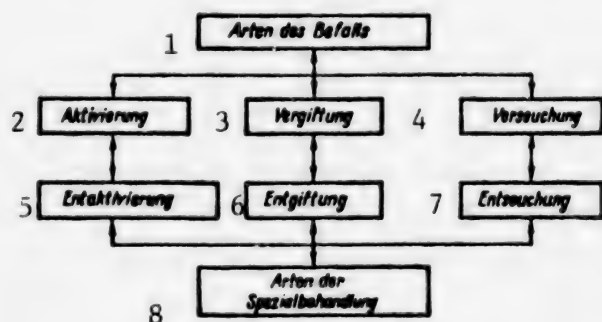 1 Arten des Befalls
2 Aktivierung 3 Vergiftung 4 Verseuchung
5 Entaktivierung 6 Entgiftung 7 Entseuchung
Arten der
8 Spezialbehandlung